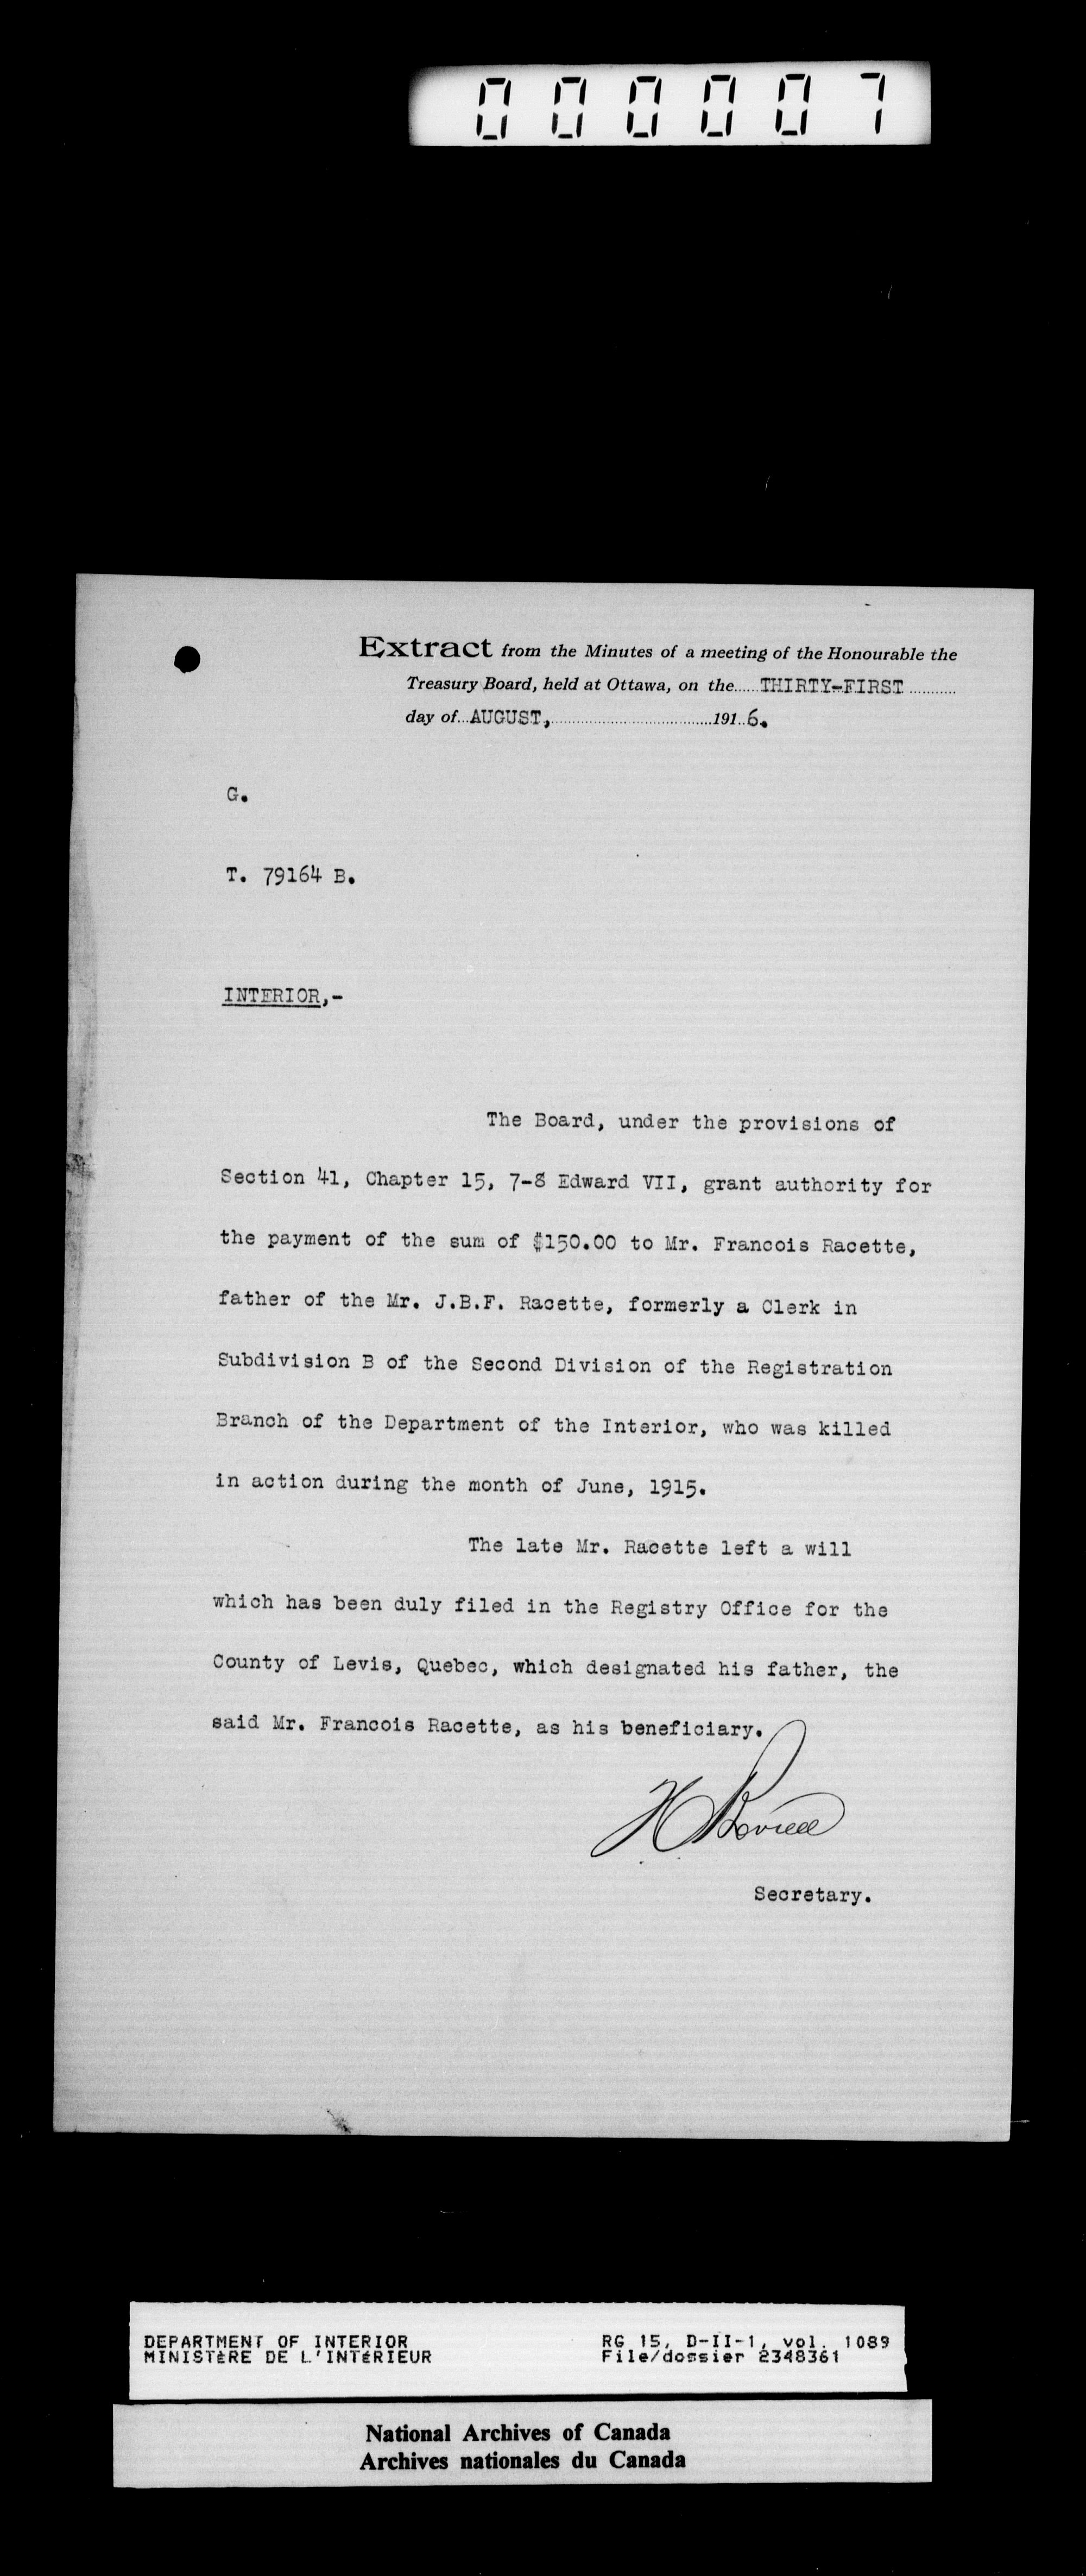 000007
Extract from the Minutes of a meeting of the Honourable the
Treasury Board, held at Ottawa, on the......THIRTY-FIRST............
day of...AUGUST,..........................................191..6.
G.
T. 79164 B.
INTERIOR,-
The Board, under the provisions of
Section 41, Chapter 15, 7-8 Edward VII, grant authority for
the payment of the sum of $150.00 to Mr. Francois Racette,
father of the Mr. J.B.F. Racette, formerly a Clerk in
Subdivision B of the Second Division of the Registration
Branch of the Department of the Interior, who was killed
in action during the month of June, 1915.
The late Mr. Racette left a will
which has been duly filed in the Registry Office for the
County of Levis, Quebec, which designated his father, the
said Mr. Francois Racette, as his beneficiary.
Secretary.
DEPARTMENT OF INTERIOR RG 15, D-II-1, vol. 1089
MINISTÈRE DE L'INTÉRIEUR File/dossier 2348361
National Archives of Canada
Archives nationales du Canada